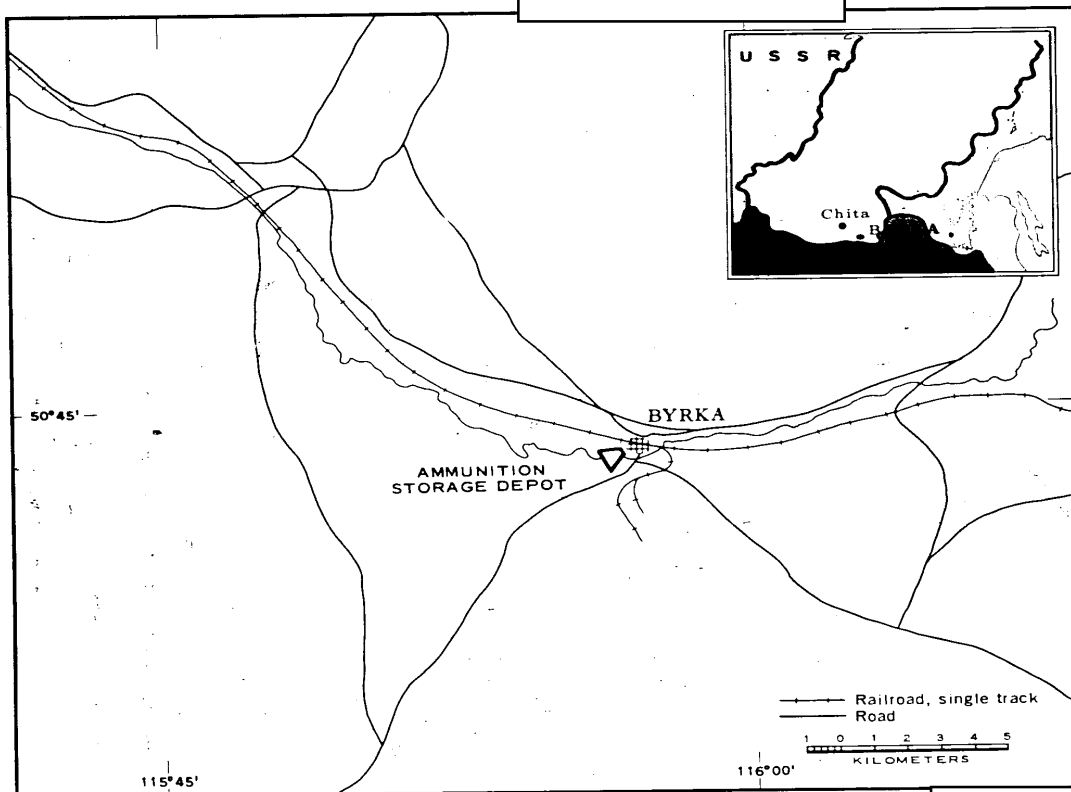 U S S R
Chita
50°45'
BYRKA
AMMUNITION
STORAGE DEPOT
Railroad, single track
Road
1 0 1 2 3 4 5
KILOMETERS
115°45'
116°00'